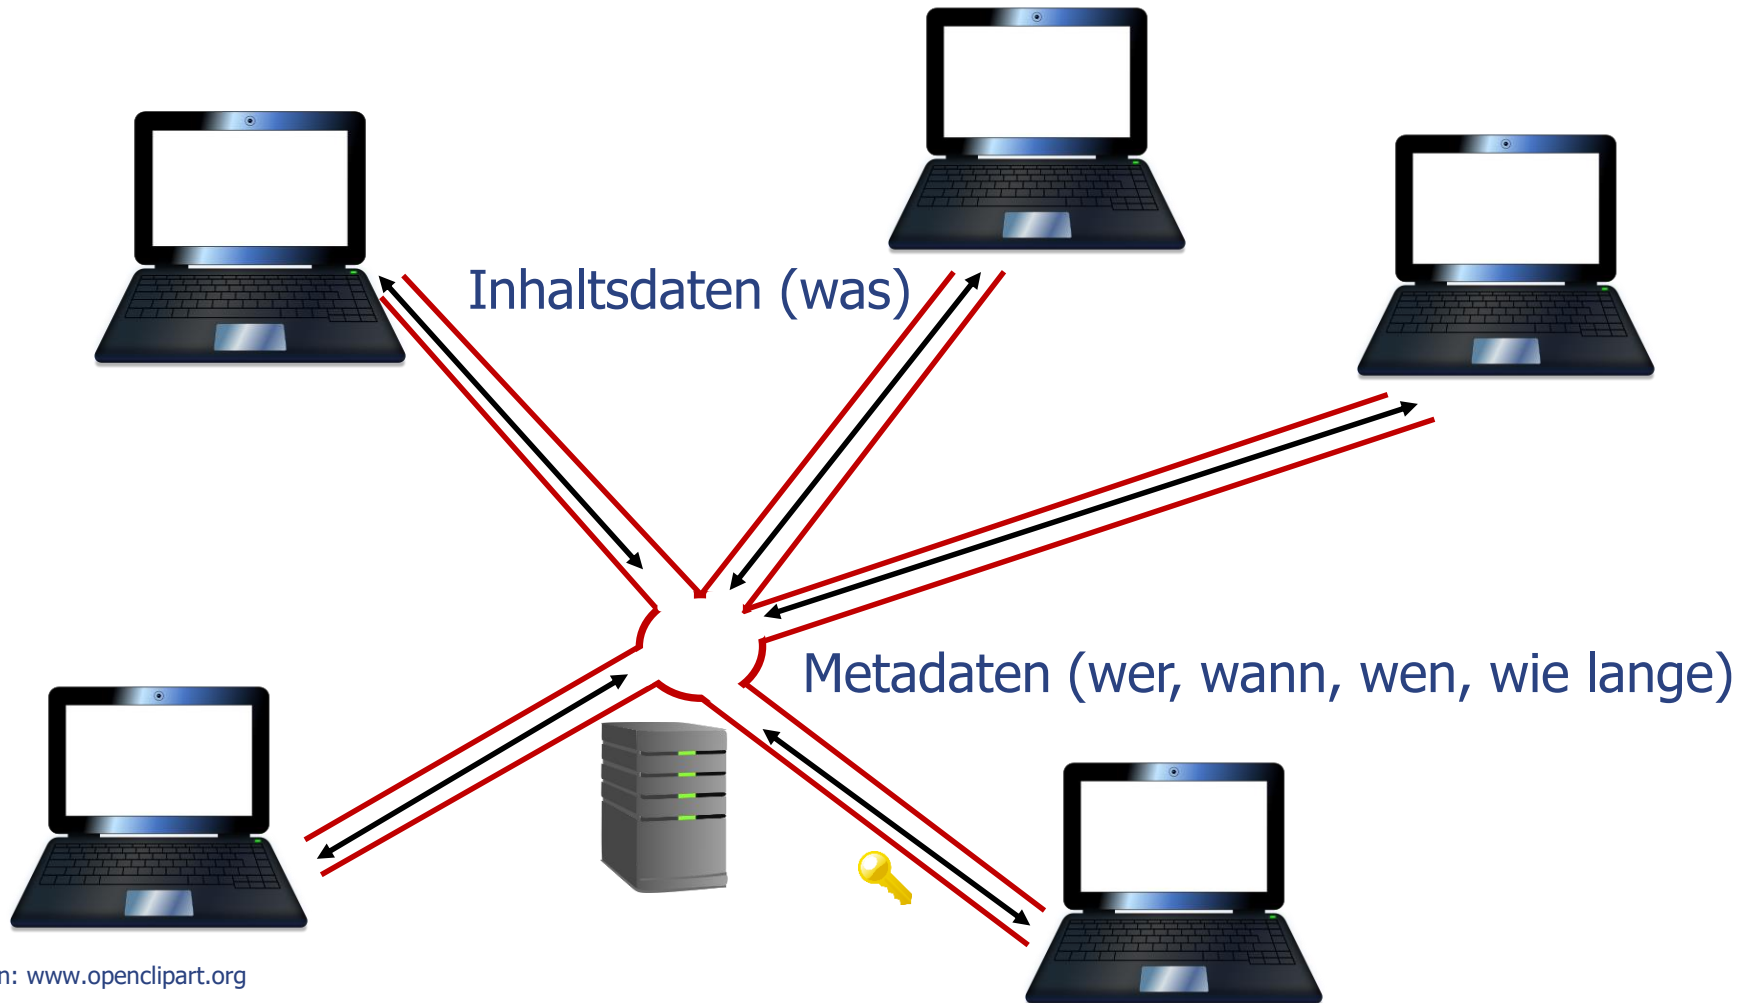 Inhaltsdaten (was)
Metadaten (wer, wann, wen, wie lange)
n: www.openclipart.org